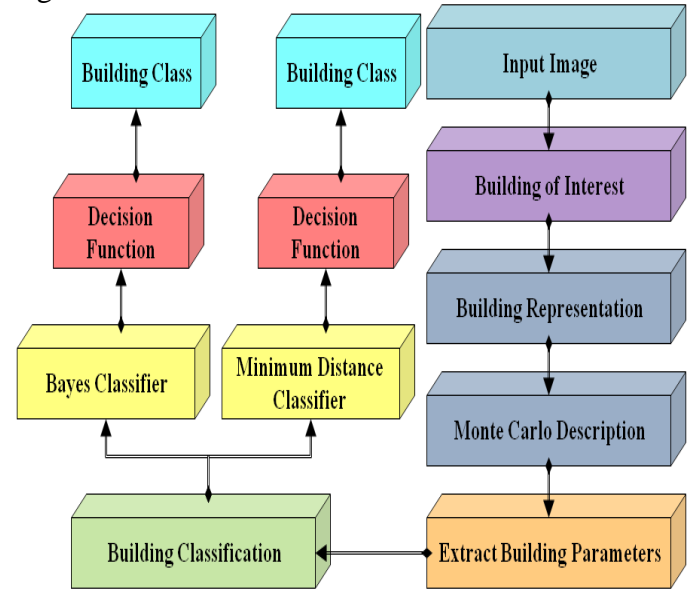 Building Class
Building Class
Input Image
Building of Interest
Decision
Function
Decision
Function
Building Representation
Bayes Classifier
Minimum Distance
Classifier
Monte Carlo Description
Building Classification
Extract Building Parameters